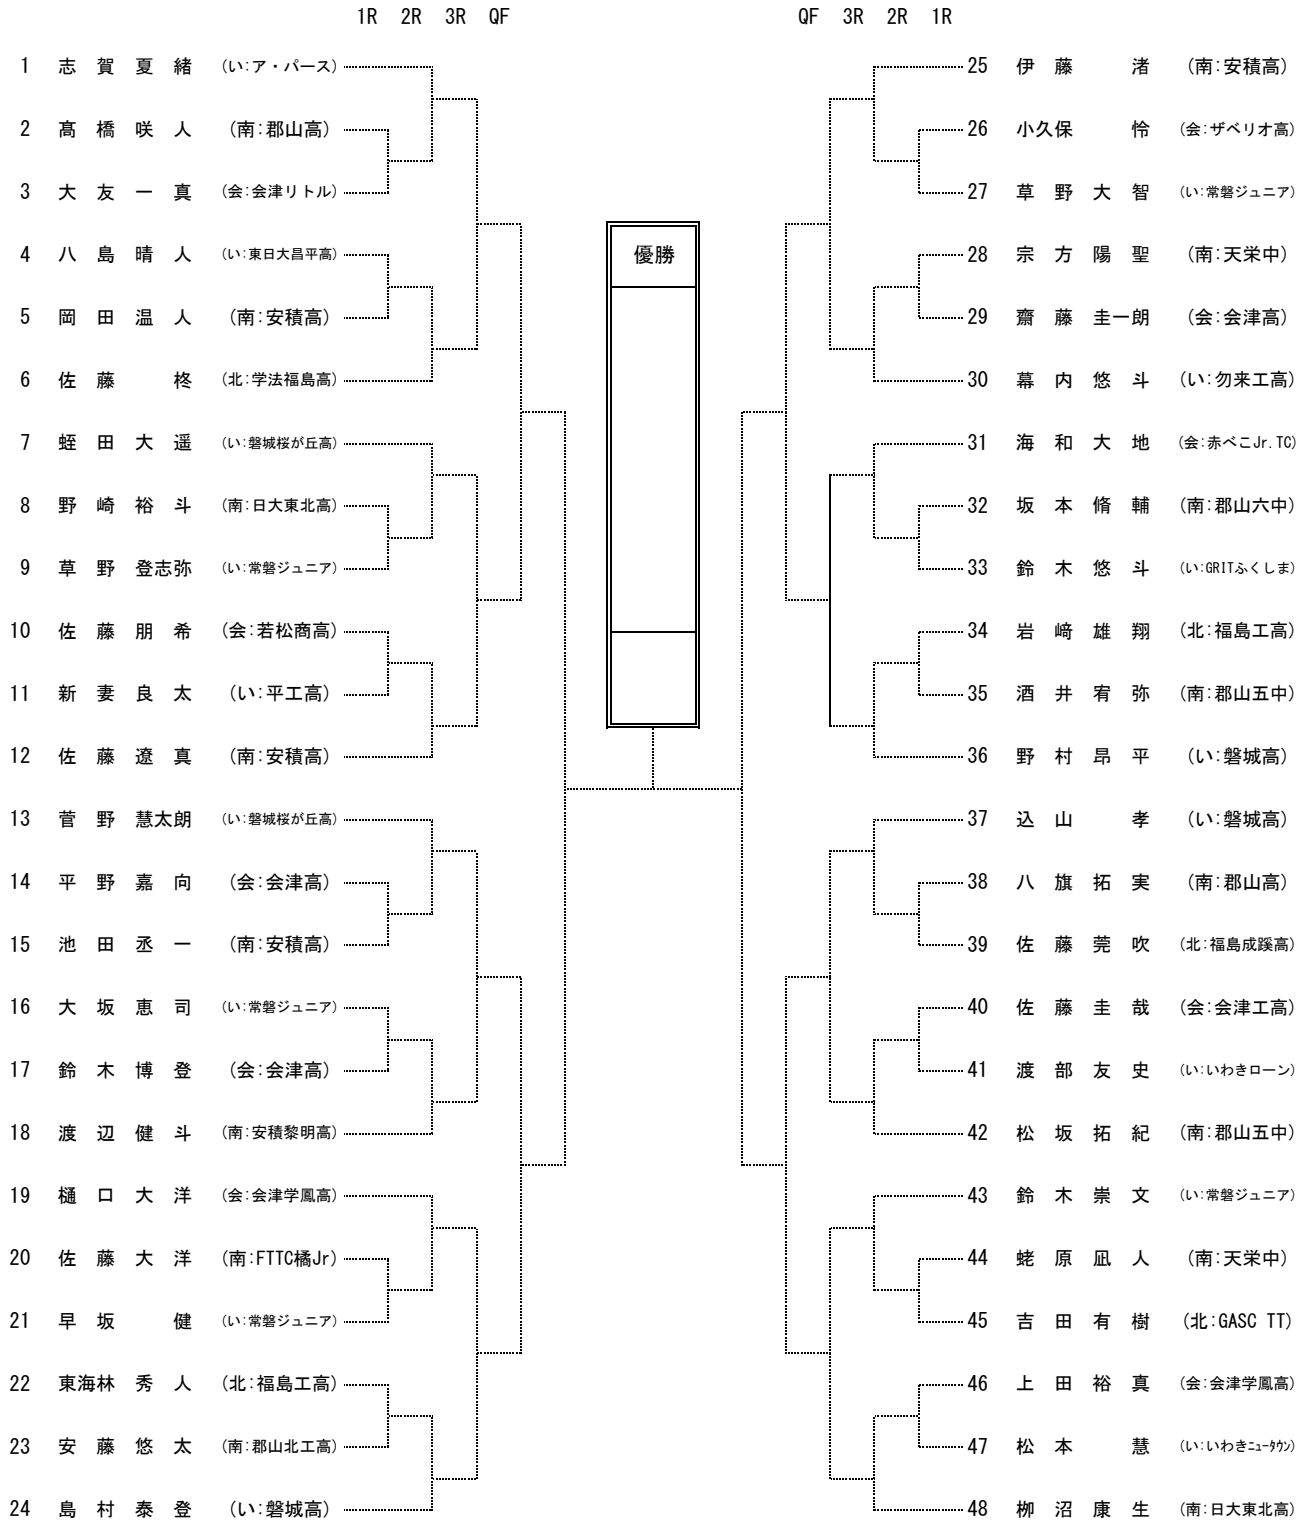 1R 2R 3R QF
QF 3R 2R 1R
1 志賀夏緒 (い:ア・パース)
2 髙橋咲人 (南:郡山高)
3 大友一真 (会:会津リトル)
4 八島晴人 (い:東日大昌平高)
5 岡田温人 (南:安積高)
6 佐藤柊 (北:学法福島高)
7 蛭田大遥 (い:磐城桜が丘高)
8 野崎裕斗 (南:日大東北高)
9 草野登志弥 (い:常磐ジュニア)
10 佐藤朋希 (会:若松商高)
11 新妻良太 (い:平工高)
12 佐藤遼真 (南:安積高)
13 菅野慧太朗 (い:磐城桜が丘高)
14 平野嘉向 (会:会津高)
15 池田丞一 (南:安積高)
16 大坂恵司 (い:常磐ジュニア)
17 鈴木博登 (会:会津高)
18 渡辺健斗 (南:安積黎明高)
19 樋口大洋 (会:会津学鳳高)
20 佐藤大洋 (南:FTTC橘Jr)
21 早坂健 (い:常磐ジュニア)
22 東海林秀人 (北:福島工高)
23 安藤悠太 (南:郡山北工高)
24 島村泰登 (い:磐城高)
優勝
25 伊藤渚 (南:安積高)
26 小久保怜 (会:ザベリオ高)
27 草野大智 (い:常磐ジュニア)
28 宗方陽聖 (南:天栄中)
29 齋藤圭一朗 (会:会津高)
30 幕内悠斗 (い:勿来工高)
31 海和大地 (会:赤べこJr.TC)
32 坂本脩輔 (南:郡山六中)
33 鈴木悠斗 (い:GRITふくしま)
34 岩﨑雄翔 (北:福島工高)
35 酒井宥弥 (南:郡山五中)
36 野村昂平 (い:磐城高)
37 込山孝 (い:磐城高)
38 八旗拓実 (南:郡山高)
39 佐藤莞吹 (北:福島成蹊高)
40 佐藤圭哉 (会:会津工高)
41 渡部友史 (い:いわきローン)
42 松坂拓紀 (南:郡山五中)
43 鈴木崇文 (い:常磐ジュニア)
44 蛯原凪人 (南:天栄中)
45 吉田有樹 (北:GASC TT)
46 上田裕真 (会:会津学鳳高)
47 松本慧 (い:いわきﾆｭｰﾀｳﾝ)
48 栁沼康生 (南:日大東北高)